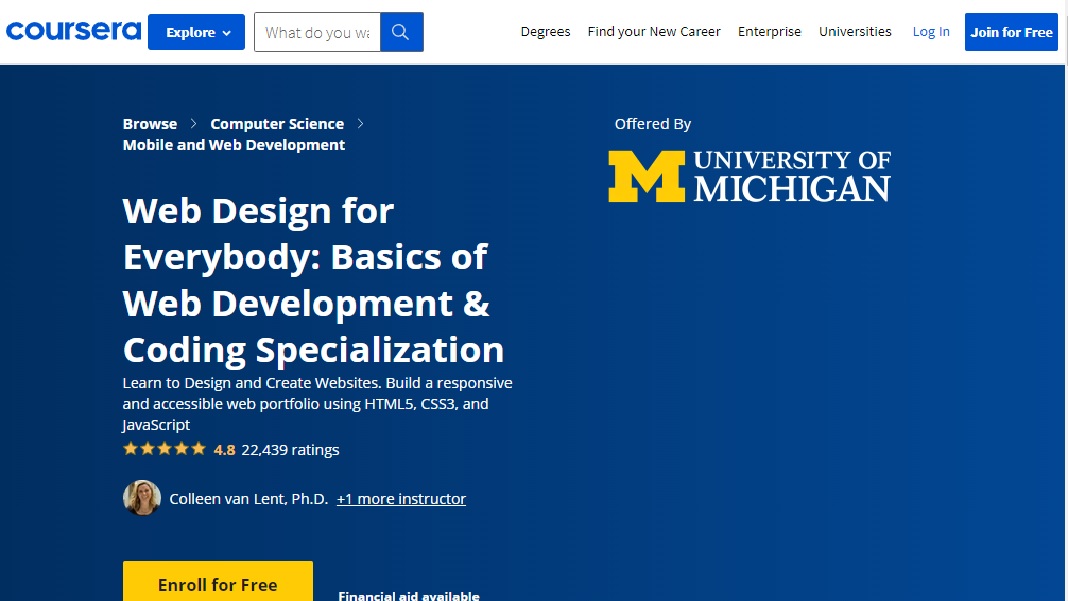 coursera
Explore
What do you wa
Degrees
Find your New Career
Enterprise
Universities
Log In
Join for Free
Browse
Computer Science
Mobile and Web Development
Offered By
M UNIVERSITY OF
MICHIGAN
Web Design for
Everybody: Basics of
Web Development &
Coding Specialization
Learn to Design and Create Websites. Build a responsive
and accessible web portfolio using HTML5, CSS3, and
JavaScript
4.8 22,439 ratings
Colleen van Lent, Ph.D. +1 more instructor
Enroll for Free
Financial aid available